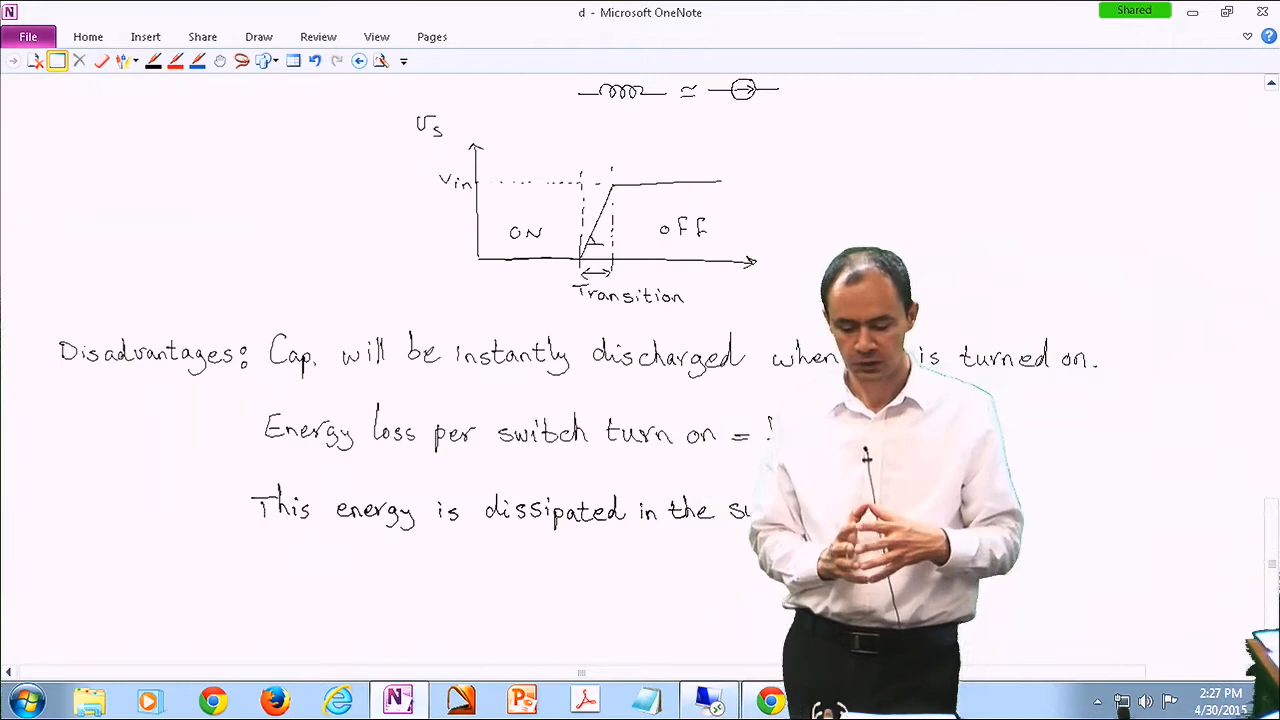 d - Microsoft OneNote
Shared
File Home Insert Share Draw Review View Pages
Vs
Vin
ON OFF
Transition
Disadvantages: Cap. will be instantly discharged when is turned on.
Energy loss per switch turn on =
This energy is dissipated in the
2:27 PM
4/30/2015